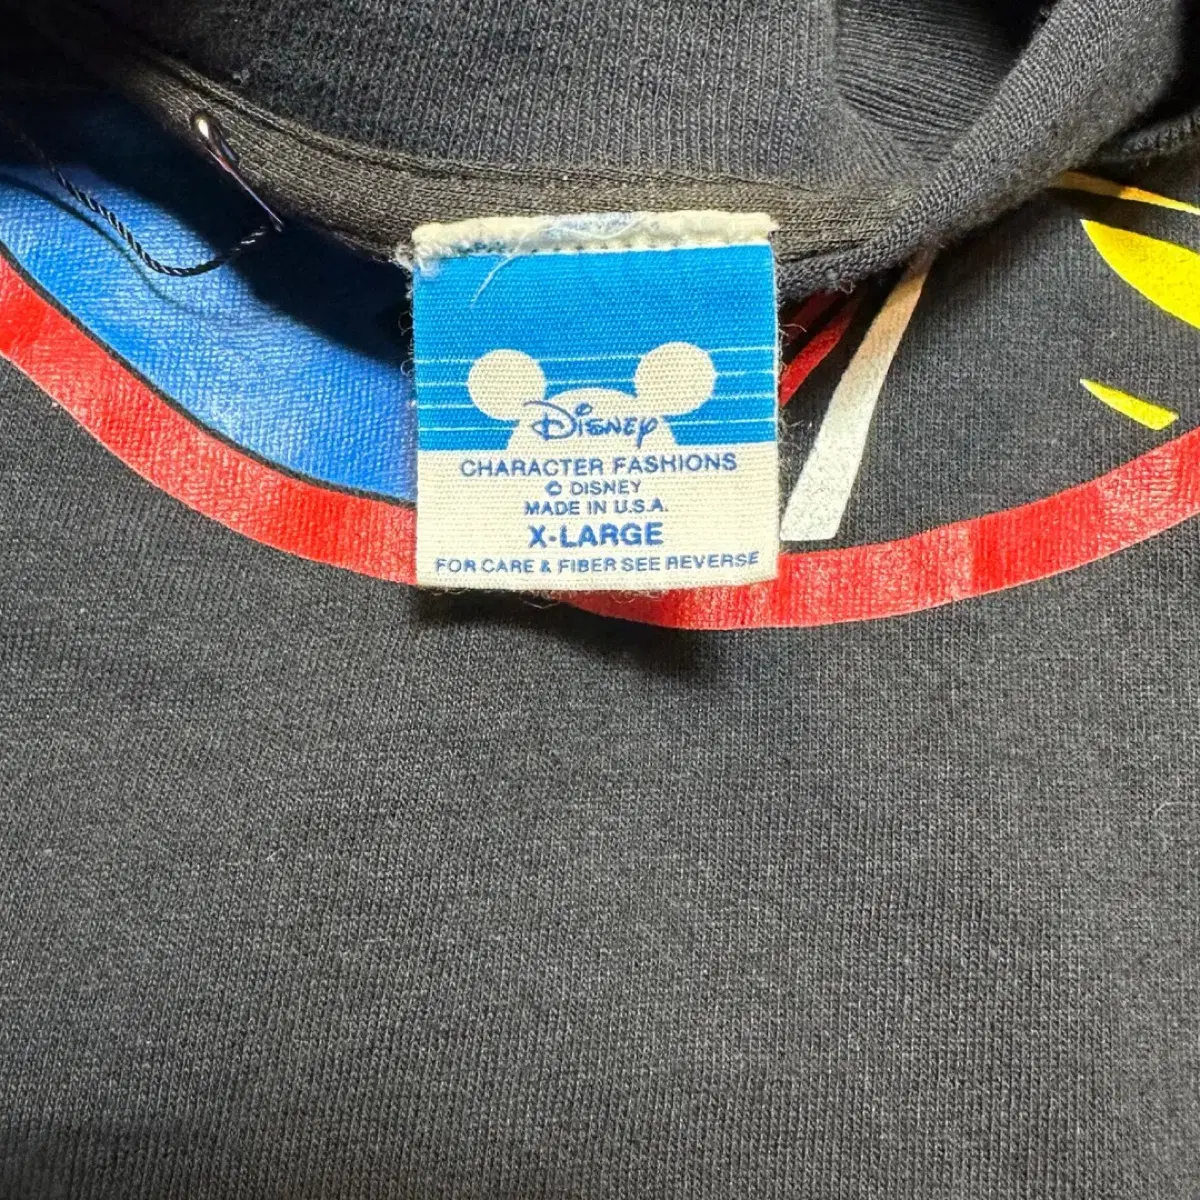 Disney
CHARACTER FASHIONS
© DISNEY
MADE IN U.S.A.
X-LARGE
FOR CARE & FIBER SEE REVERSE